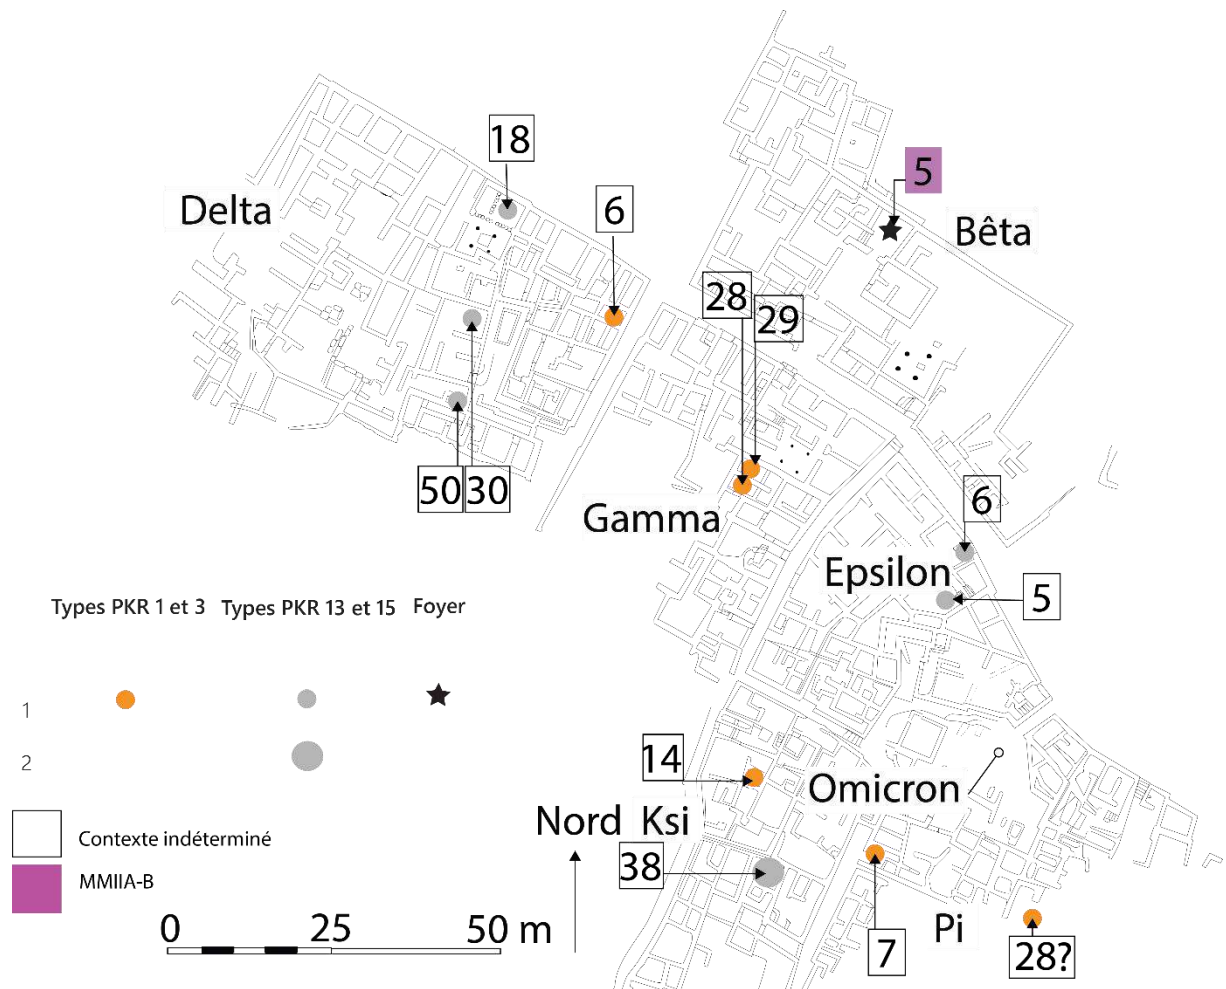 18
Delta
6
5
Bêta
28
29
50
30
Gamma
6
Epsilon
5
Types PKR 1 et 3
Types PKR 13 et 15
Foyer
1
2
14
Omicron
Nord
Ksi
Contexte indéterminé
38
MMIIA-B
0
25
50 m
Pi
7
28?